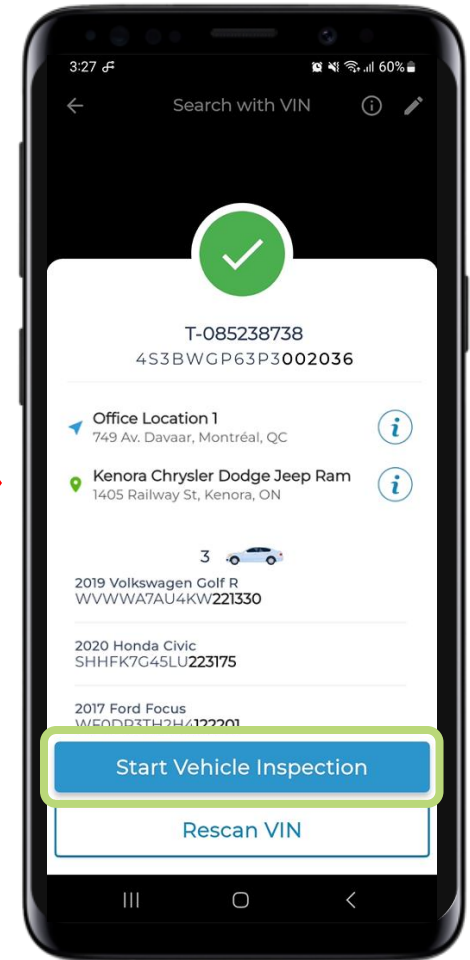 3:27
60%
Search with VIN
T-085238738
4S3BWGP63P3002036
Office Location 1
749 Av. Davaar, Montréal, QC
Kenora Chrysler Dodge Jeep Ram
1405 Railway St, Kenora, ON
3
2019 Volkswagen Golf R
WVWWA7AU4KW221330
2020 Honda Civic
SHHFK7G45LU223175
2017 Ford Focus
WF0DP3TH2H4122201
Start Vehicle Inspection
Rescan VIN